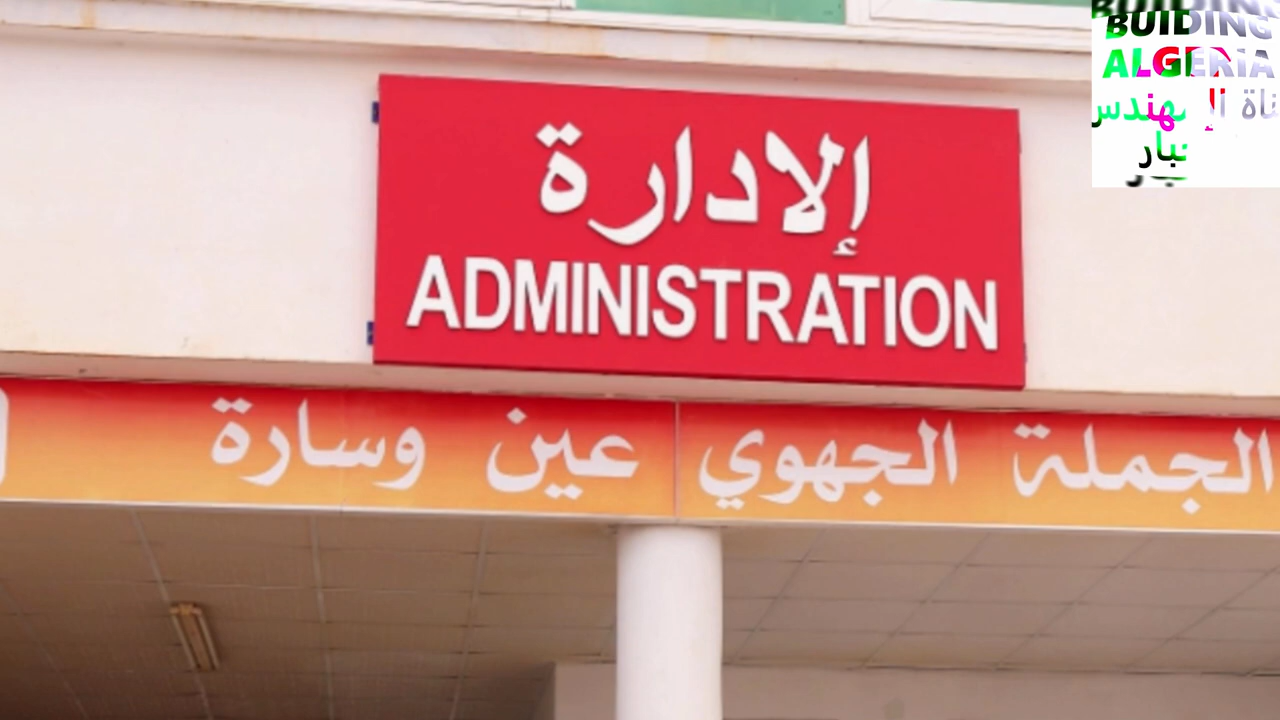 الإدارة
ADMINISTRATION
الجملة الجهوي عين وسارة
BUIDING
ALGERiA